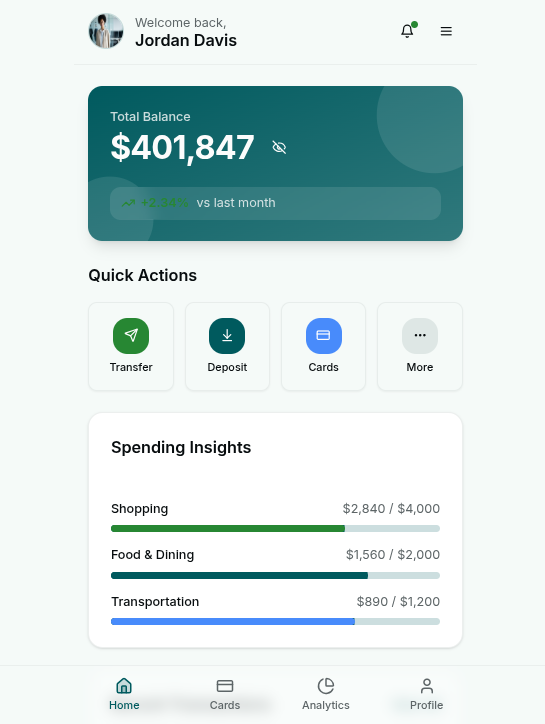 Welcome back,
Jordan Davis
Total Balance
$401,847
vs last month
Quick Actions
Transfer
Deposit
Cards
More
Spending Insights
Shopping
$2,840 / $4,000
Food & Dining
$1,560 / $2,000
Transportation
$890 / $1,200
Home
Cards
Analytics
Profile